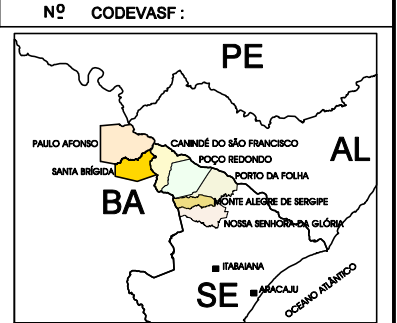 Nº CODEVASF :
PE
PAULO AFONSO
CANINDÉ DO SÃO FRANCISCO
AL
POÇO REDONDO
SANTA BRÍGIDA
PORTO DA FOLHA
BA
MONTE ALEGRE DE SERGIPE
NOSSA SENHORA DA GLÓRIA
ITABAIANA
OCEANO ATLÂNTICO
SE
ARACAJU